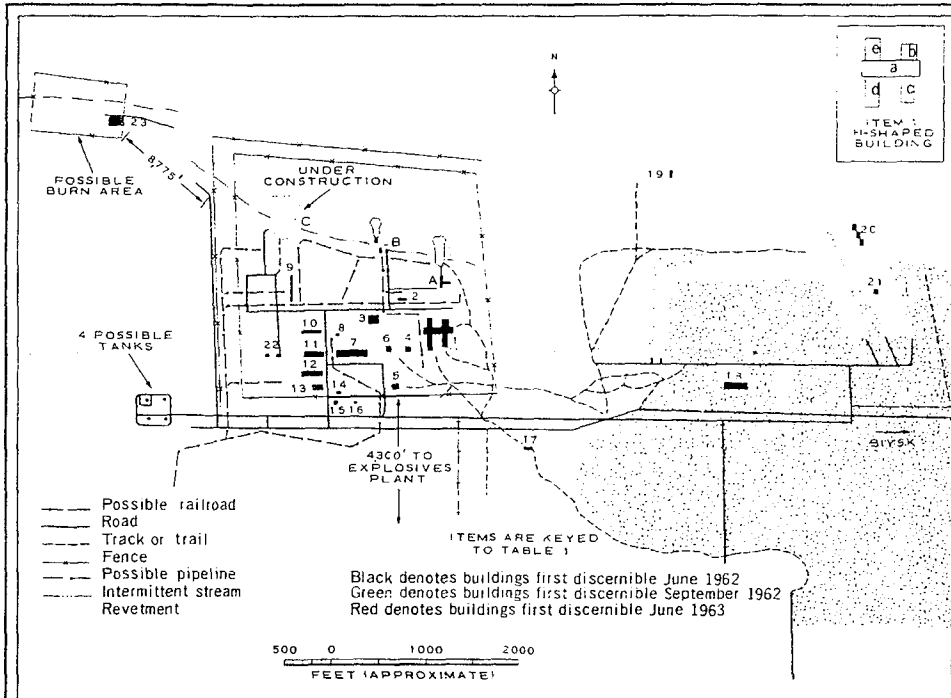 N
e b
a
d c
ITEM 1
H-SHAPED
BUILDING
23
8,775'
POSSIBLE
BURN AREA
UNDER
CONSTRUCTION
C
B
A
19
20
21
9
2
3
10
8
11
7
6
4
12
22
13
14
5
15 16
18
17
4 POSSIBLE
TANKS
4300' TO
EXPLOSIVES
PLANT
BIYSK
ITEMS ARE KEYED
TO TABLE 1
Possible railroad
Road
Track or trail
Fence
Possible pipeline
Intermittent stream
Revetment
Black denotes buildings first discernible June 1962
Green denotes buildings first discernible September 1962
Red denotes buildings first discernible June 1963
500 0 1000 2000
FEET (APPROXIMATE)